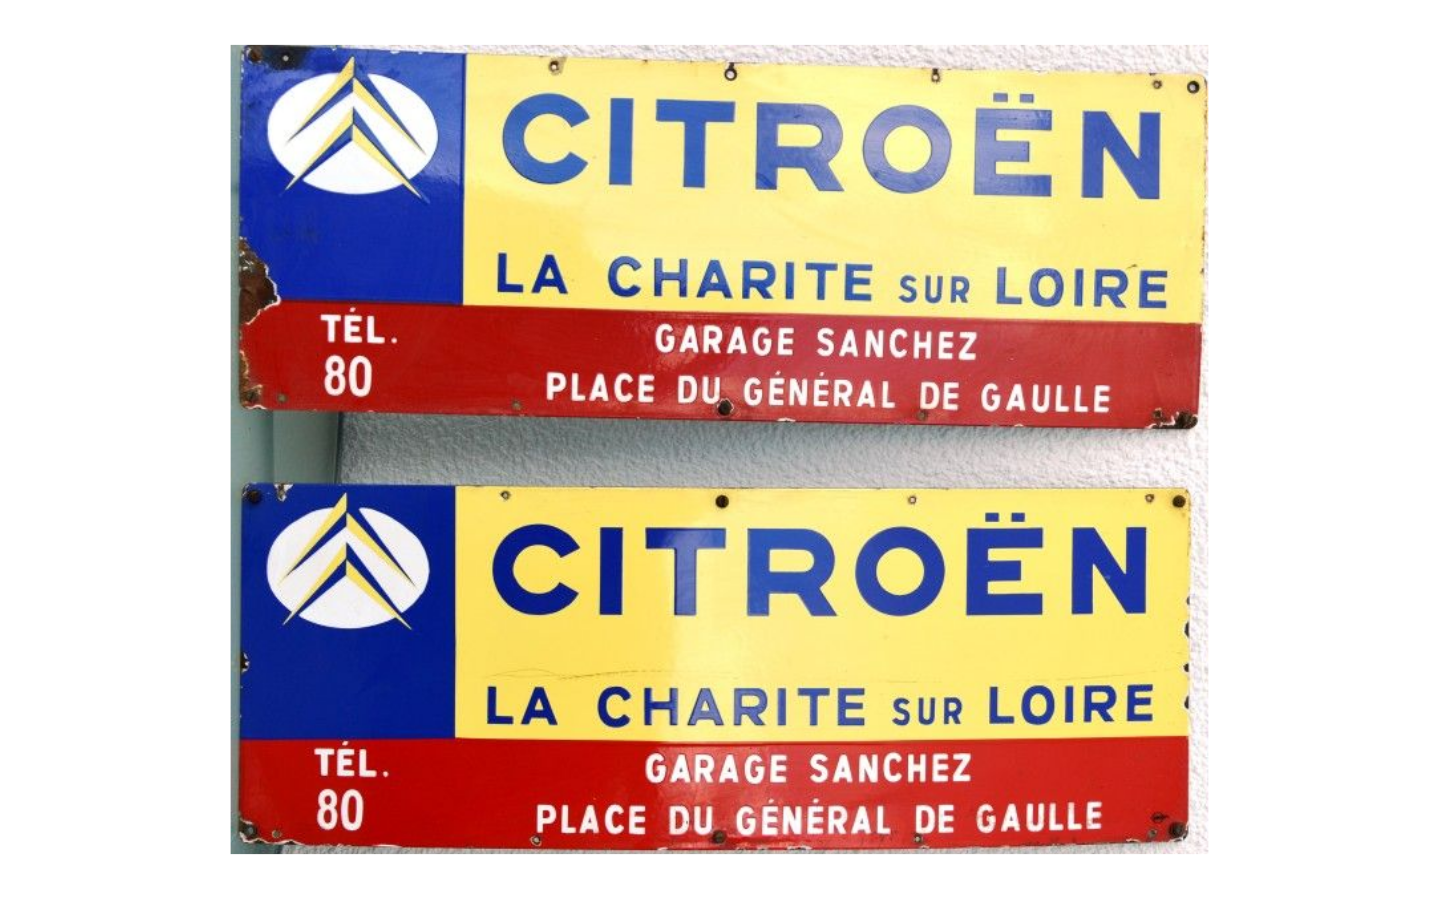 CITROËN
LA CHARITE SUR LOIRE
TÉL. 80
GARAGE SANCHEZ
PLACE DU GÉNÉRAL DE GAULLE
CITROËN
LA CHARITE SUR LOIRE
TÉL. 80
GARAGE SANCHEZ
PLACE DU GÉNÉRAL DE GAULLE